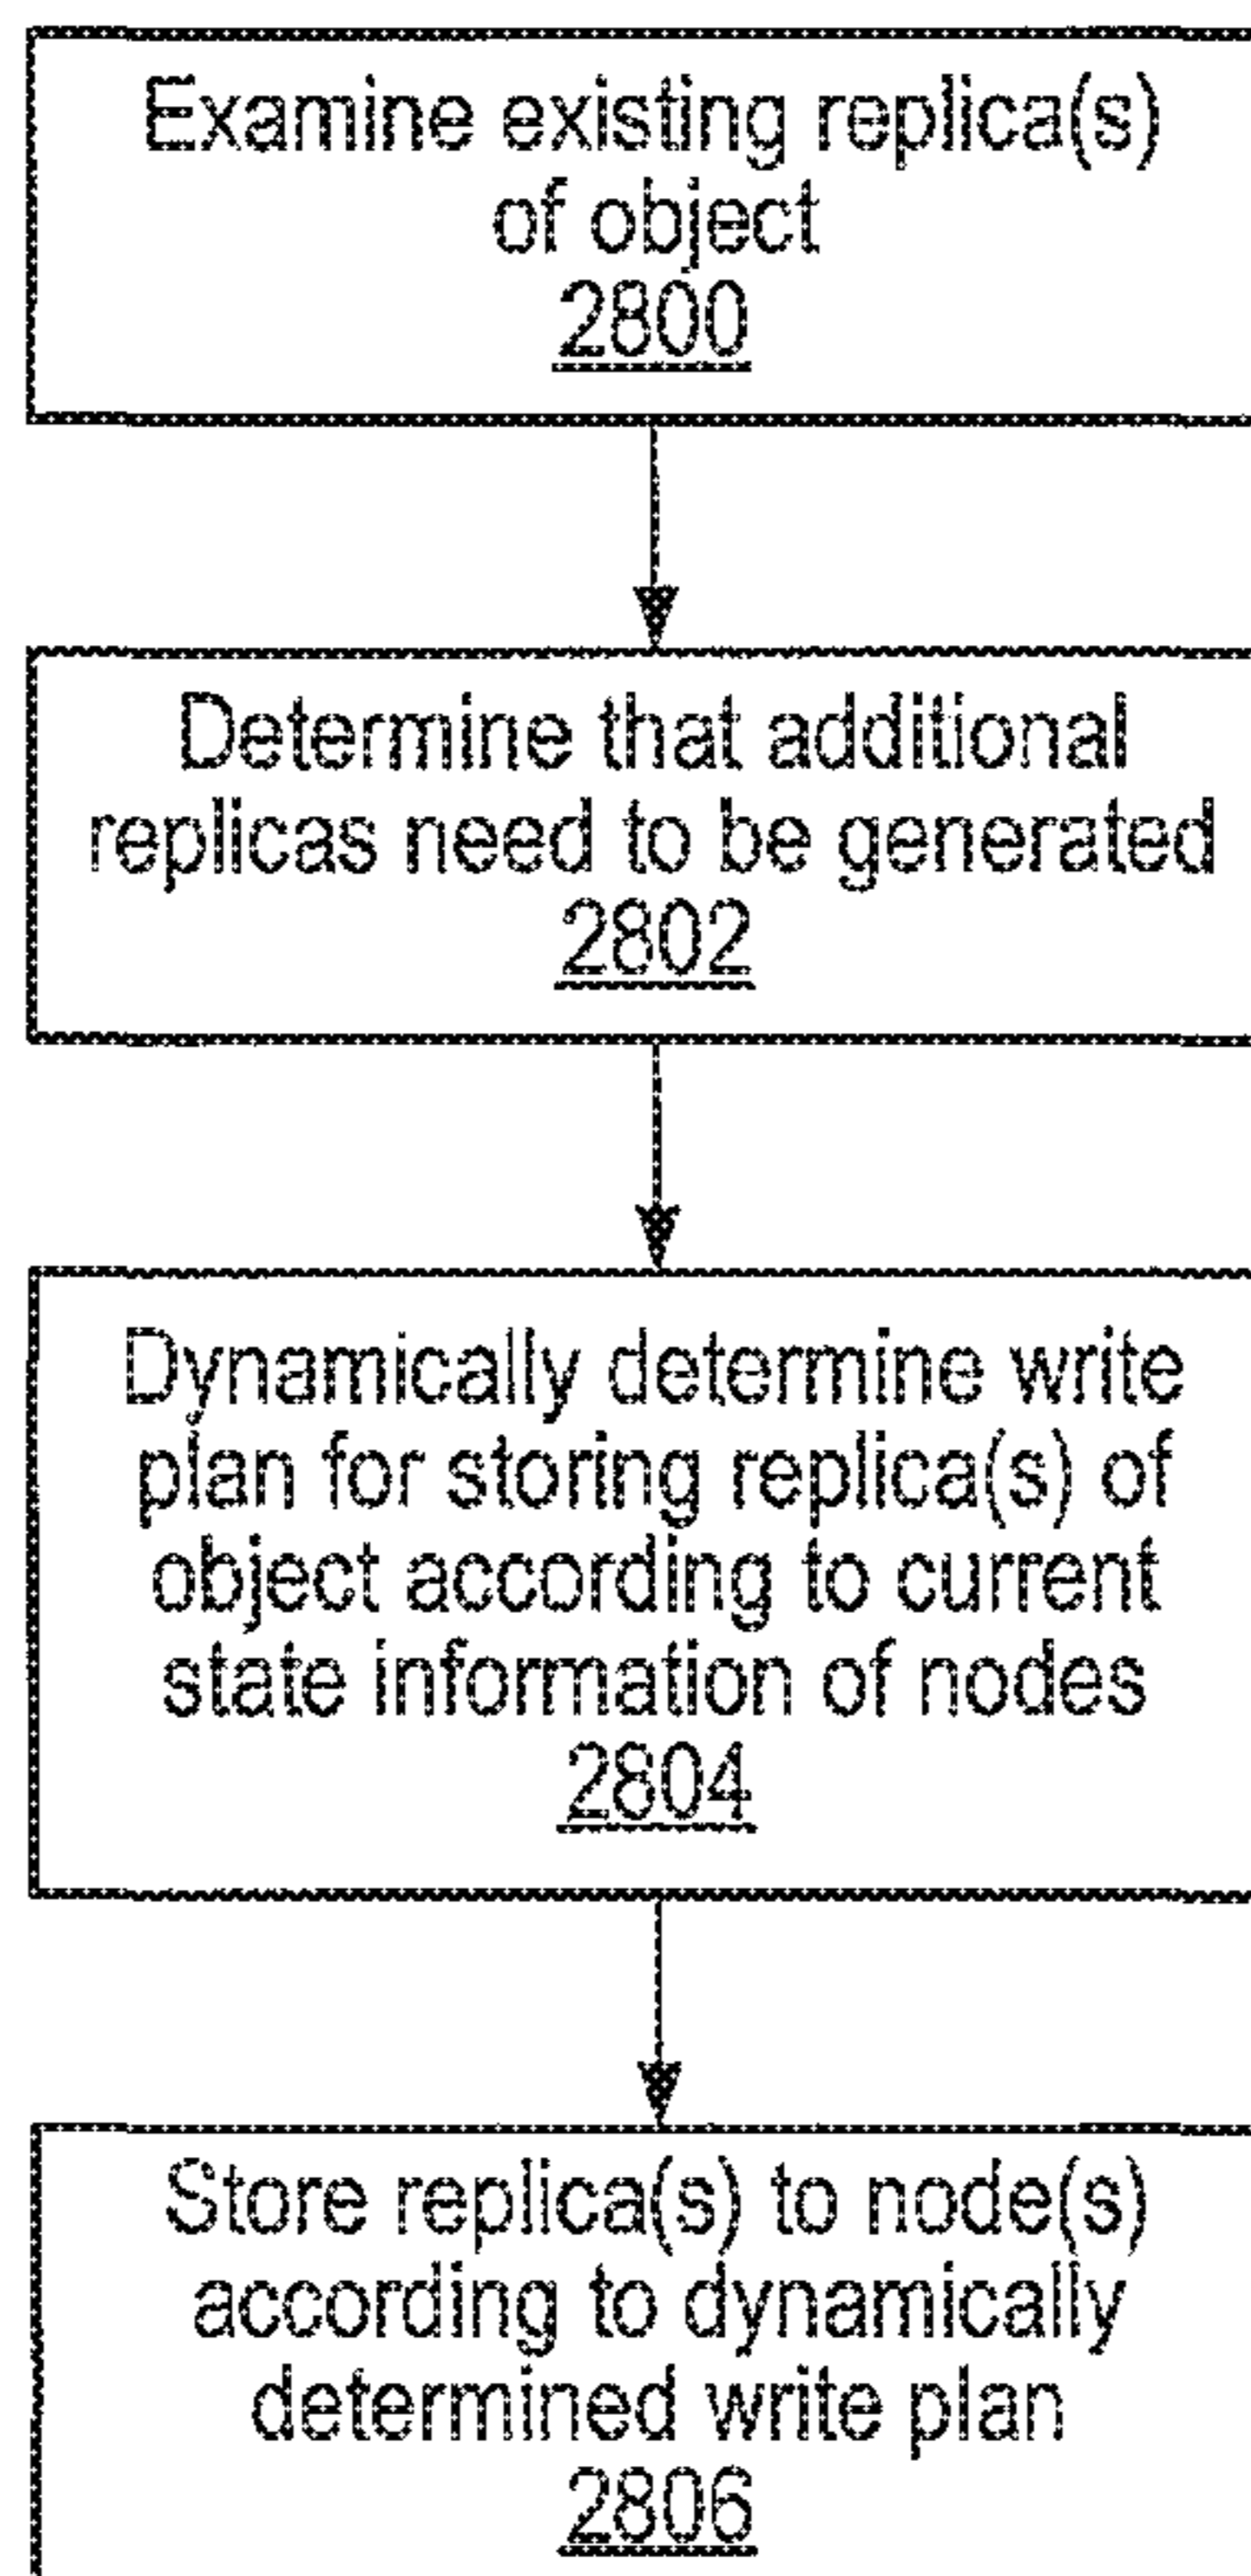 Examine existing replica(s)
of object
2800
Determine that additional
replicas need to be generated
2802
Dynamically determine write
plan for storing replica(s) of
object according to current
state information of nodes
2804
Store replica(s) to node(s)
according to dynamically
determined write plan
2806